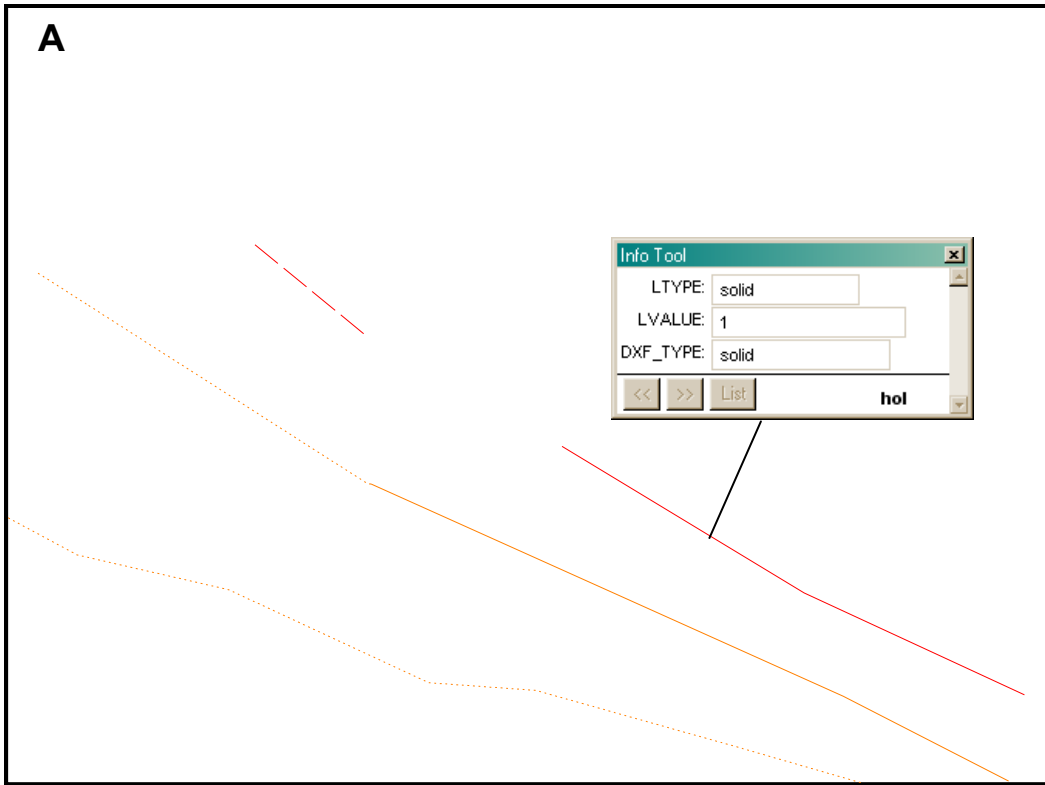 A
Info Tool
LTYPE: solid
LVALUE: 1
DXF_TYPE: solid
<< >> List hol